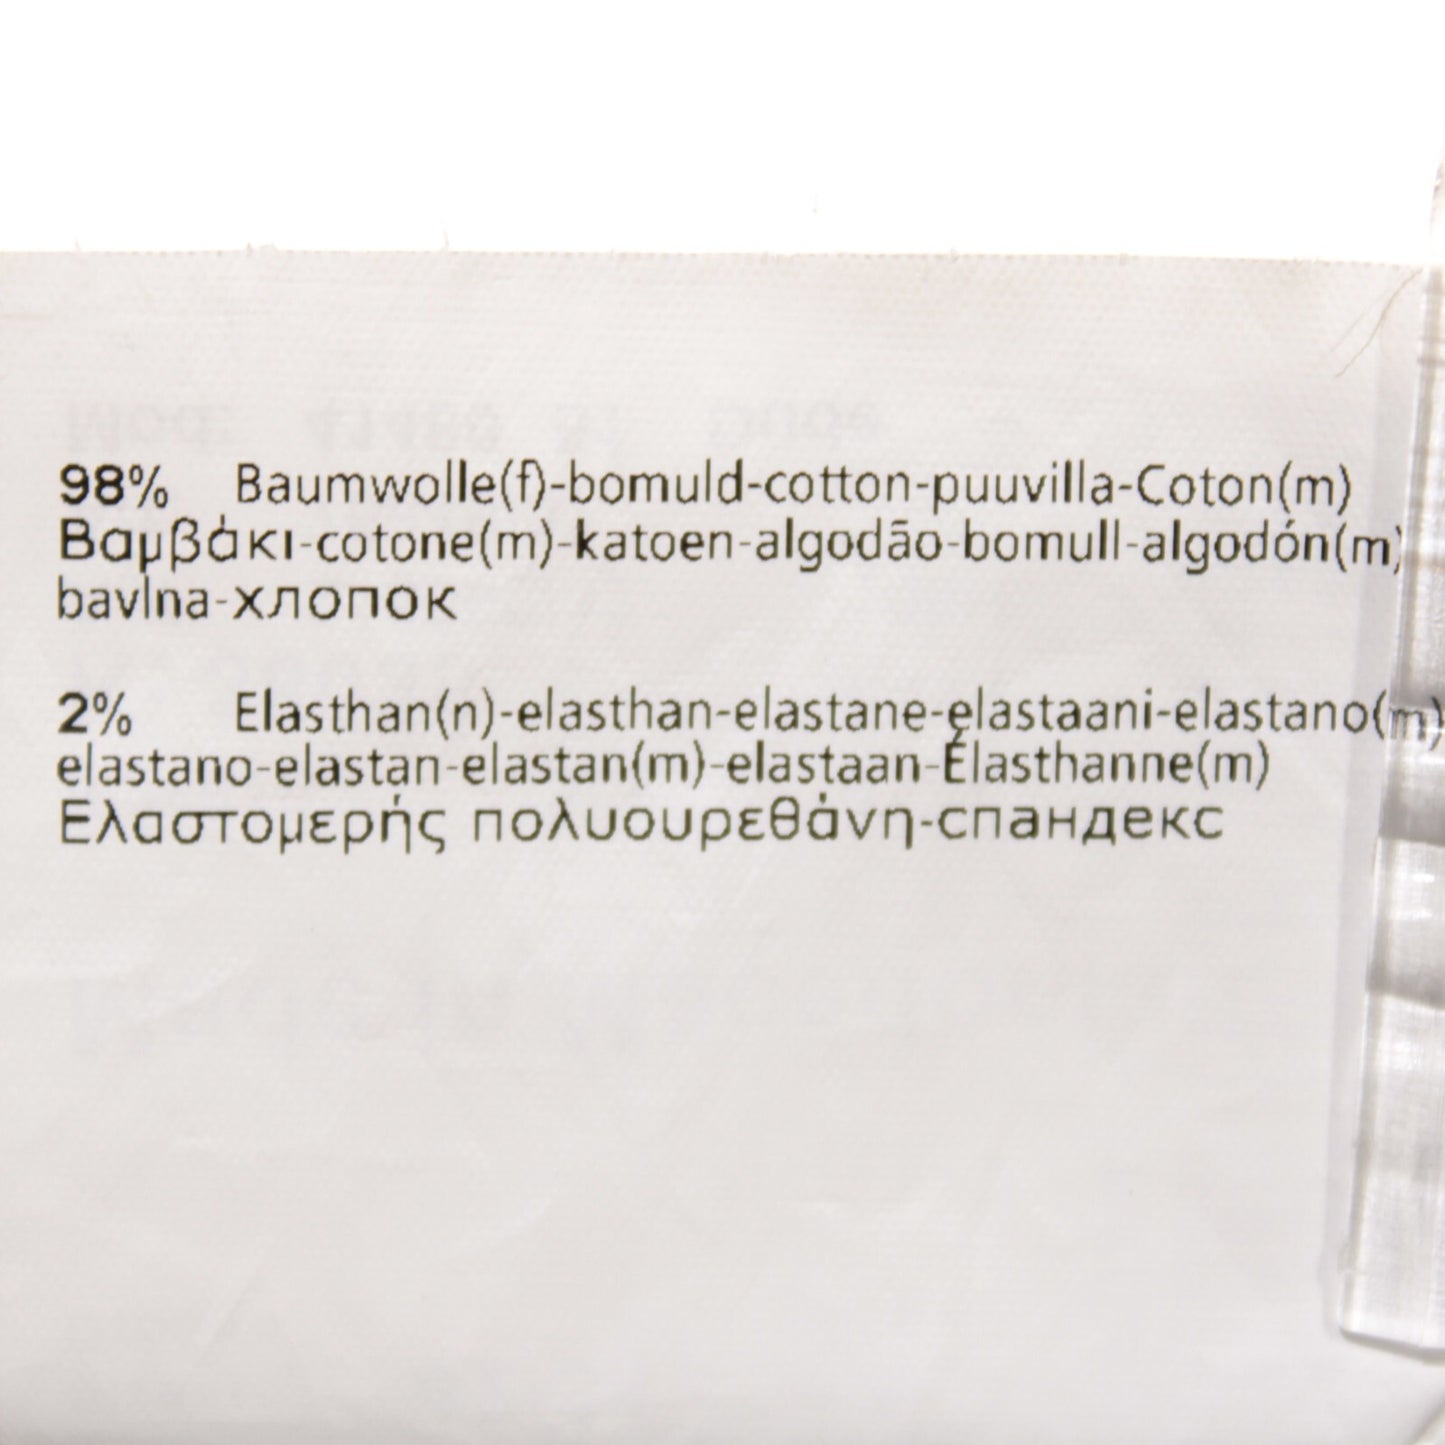 98% Baumwolle(f)-bomuld-cotton-puuvilla-Coton(m)
Βαμβάκι-cotone(m)-katoen-algodão-bomull-algodón(m)
bavlna-хлопок
2% Elasthan(n)-elasthan-elastane-elastaani-elastano(m)
elastano-elastan-elastan(m)-elastaan-Élasthanne(m)
Ελαστομερής πολυουρεθάνη-спандекс